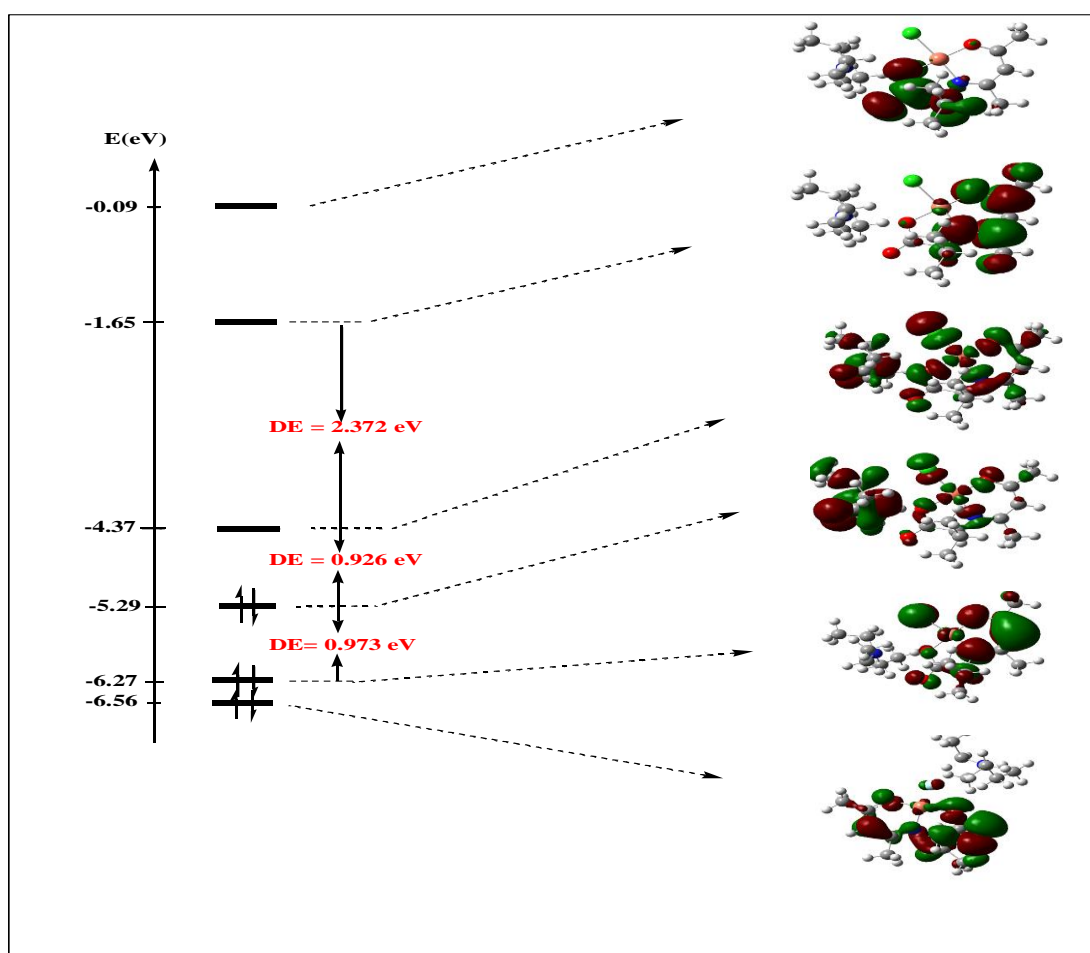 E(eV)
-0.09
-1.65
DE = 2.372 eV
-4.37
DE = 0.926 eV
-5.29
DE= 0.973 eV
-6.27
-6.56